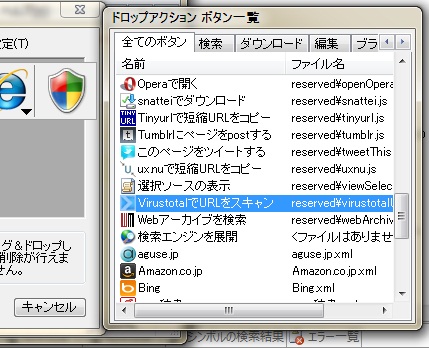 ドロップアクション ボタン一覧
定(T)
全てのボタン 検索 ダウンロード 編集 ブラ
名前 ファイル名
Operaで開く reserved¥openOpera
snatteiでダウンロード reserved¥snattei.js
TINY URL Tinyurlで短縮URLをコピー reserved¥tinyurl.js
Tumblrにページをpostする reserved¥tumblr.js
このページをツイートする reserved¥tweetThis
ux.nuで短縮URLをコピー reserved¥uxnu.js
選択ソースの表示 reserved¥viewSelec
VirustotalでURLをスキャン reserved¥virustotalU
Webアーカイブを検索 reserved¥webArchiv
検索エンジンを展開 <ファイルはありませ
aguse.jp aguse.jp.xml
Amazon.co.jp Amazon.co.jp.xml
Bing Bing.xml
グ&ドロップし
削除が行えま
せん。
キャンセル
シンボルの検索結果 エラー一覧